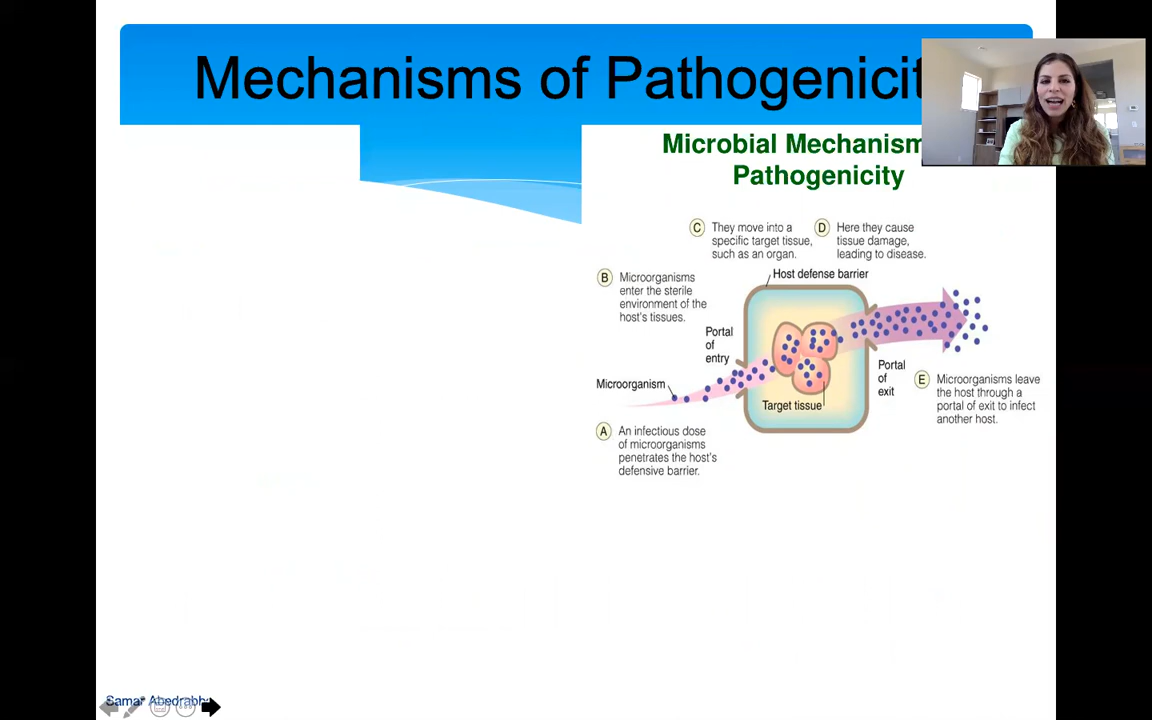 Mechanisms of Pathogenicit
Microbial Mechanism
Pathogenicity
C They move into a
specific target tissue,
such as an organ.
D Here they cause
tissue damage,
leading to disease.
Host defense barrier
B Microorganisms
enter the sterile
environment of the
host's tissues.
Portal
of
entry
Microorganism
Target tissue
Portal
of
exit
E Microorganisms leave
the host through a
portal of exit to infect
another host.
A An infectious dose
of microorganisms
penetrates the host's
defensive barrier.
Samar